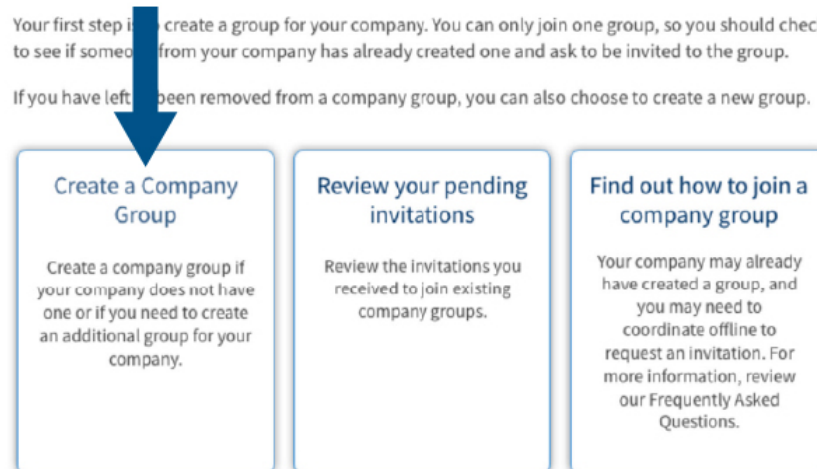 Your first step is create a group for your company. You can only join one group, so you should chec
to see if someo from your company has already created one and ask to be invited to the group.
If you have left been removed from a company group, you can also choose to create a new group.
Create a Company
Group
Create a company group if
your company does not have
one or if you need to create
an additional group for your
company.
Review your pending
invitations
Review the invitations you
received to join existing
company groups.
Find out how to join a
company group
Your company may already
have created a group, and
you may need to
coordinate offline to
request an invitation. For
more information, review
our Frequently Asked
Questions.